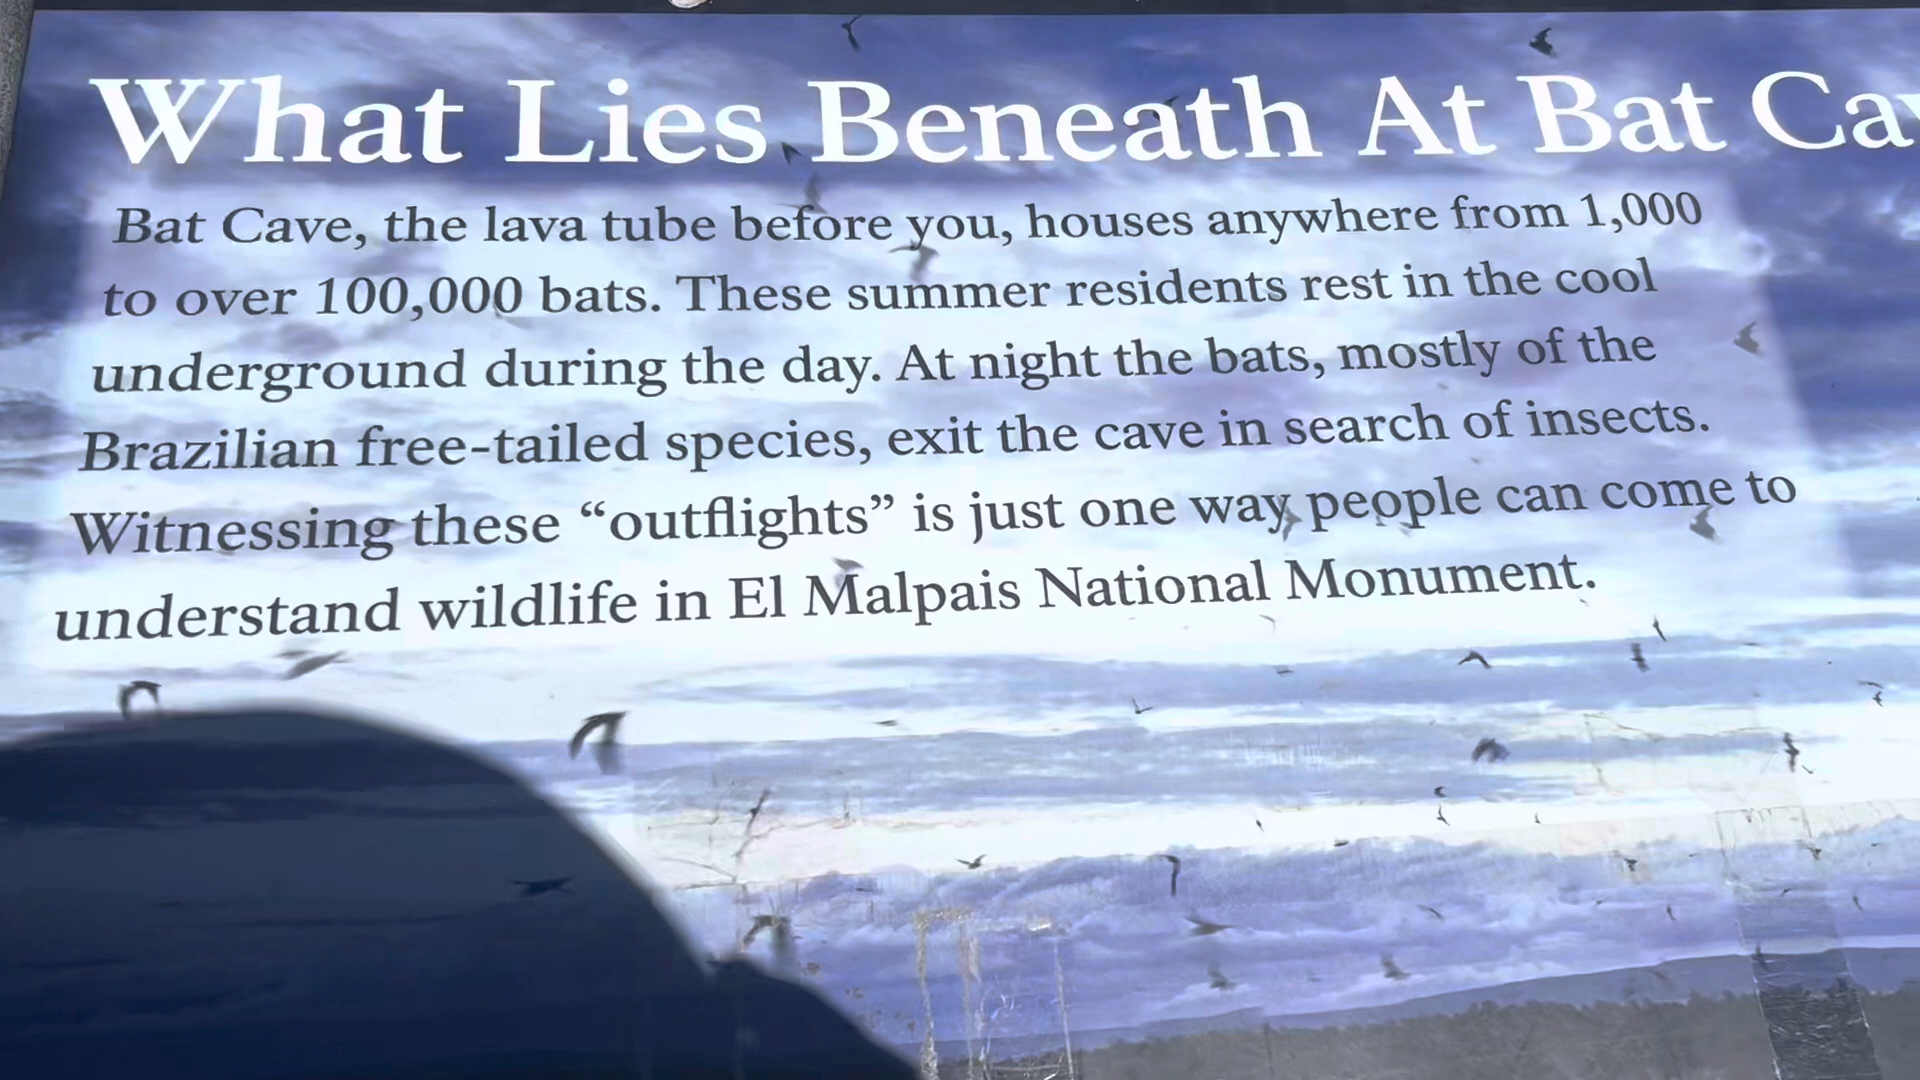 What Lies Beneath At Bat
Bat Cave, the lava tube before you, houses anywhere from 1,000
to over 100,000 bats. These summer residents rest in the cool
underground during the day. At night the bats, mostly of the
Brazilian free-tailed species, exit the cave in search of insects.
Witnessing these “outflights” is just one way people can come to
understand wildlife in El Malpais National Monument.